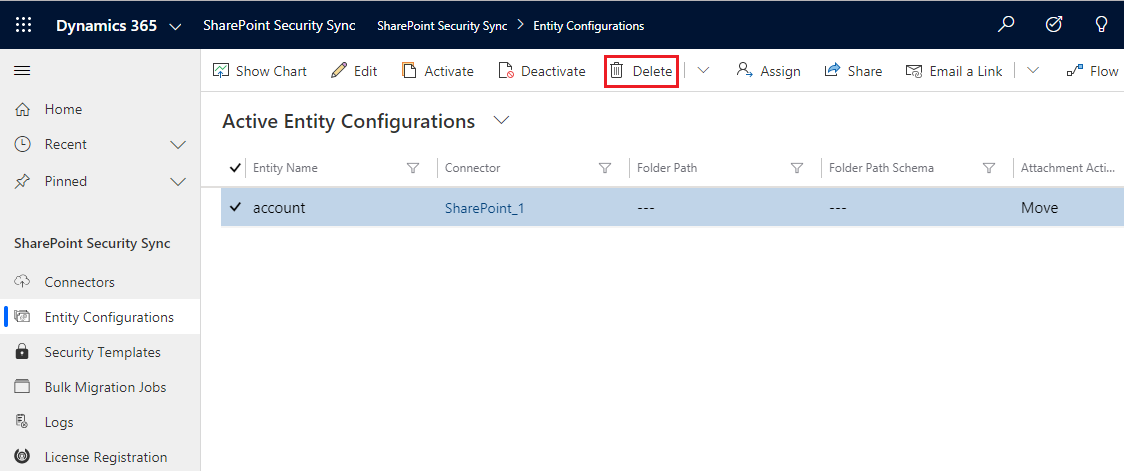 Dynamics 365 SharePoint Security Sync SharePoint Security Sync > Entity Configurations
Show Chart Edit Activate Deactivate Delete Assign Share Email a Link Flow
Home
Recent
Pinned
SharePoint Security Sync
Connectors
Entity Configurations
Security Templates
Bulk Migration Jobs
Logs
License Registration
Active Entity Configurations
Entity Name Connector Folder Path Folder Path Schema Attachment Acti...
account SharePoint_1 --- --- Move